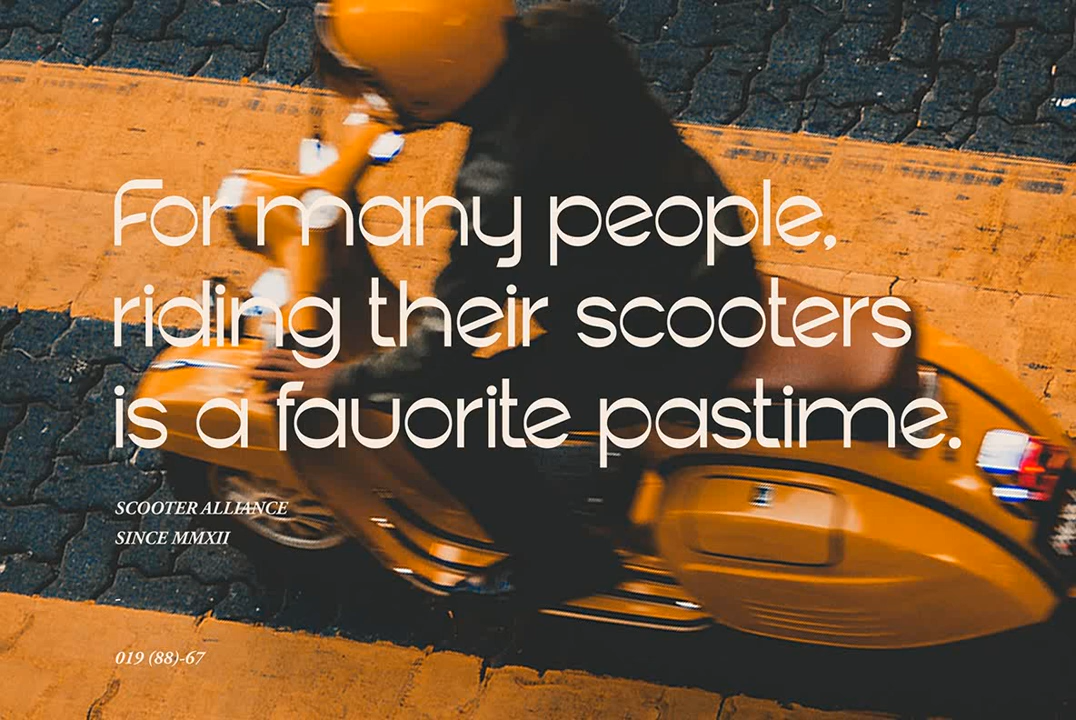 For many people,
riding their scooters
is a favorite pastime.
SCOOTER ALLIANCE
SINCE MMXII
019 (88)-67